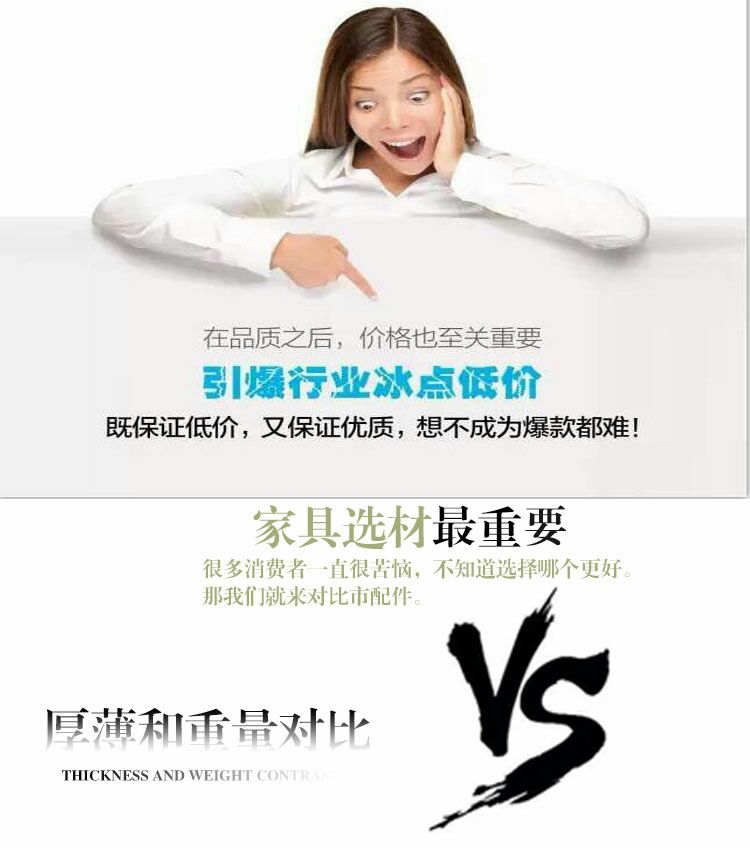 在品质之后，价格也至关重要
引爆行业冰点低价
既保证低价，又保证优质，想不成为爆款都难！
家具选材最重要
很多消费者一直很苦恼，不知道选择哪个更好。
那我们就来对比市配件。
VS
厚薄和重量对比
THICKNESS AND WEIGHT CONTRAS